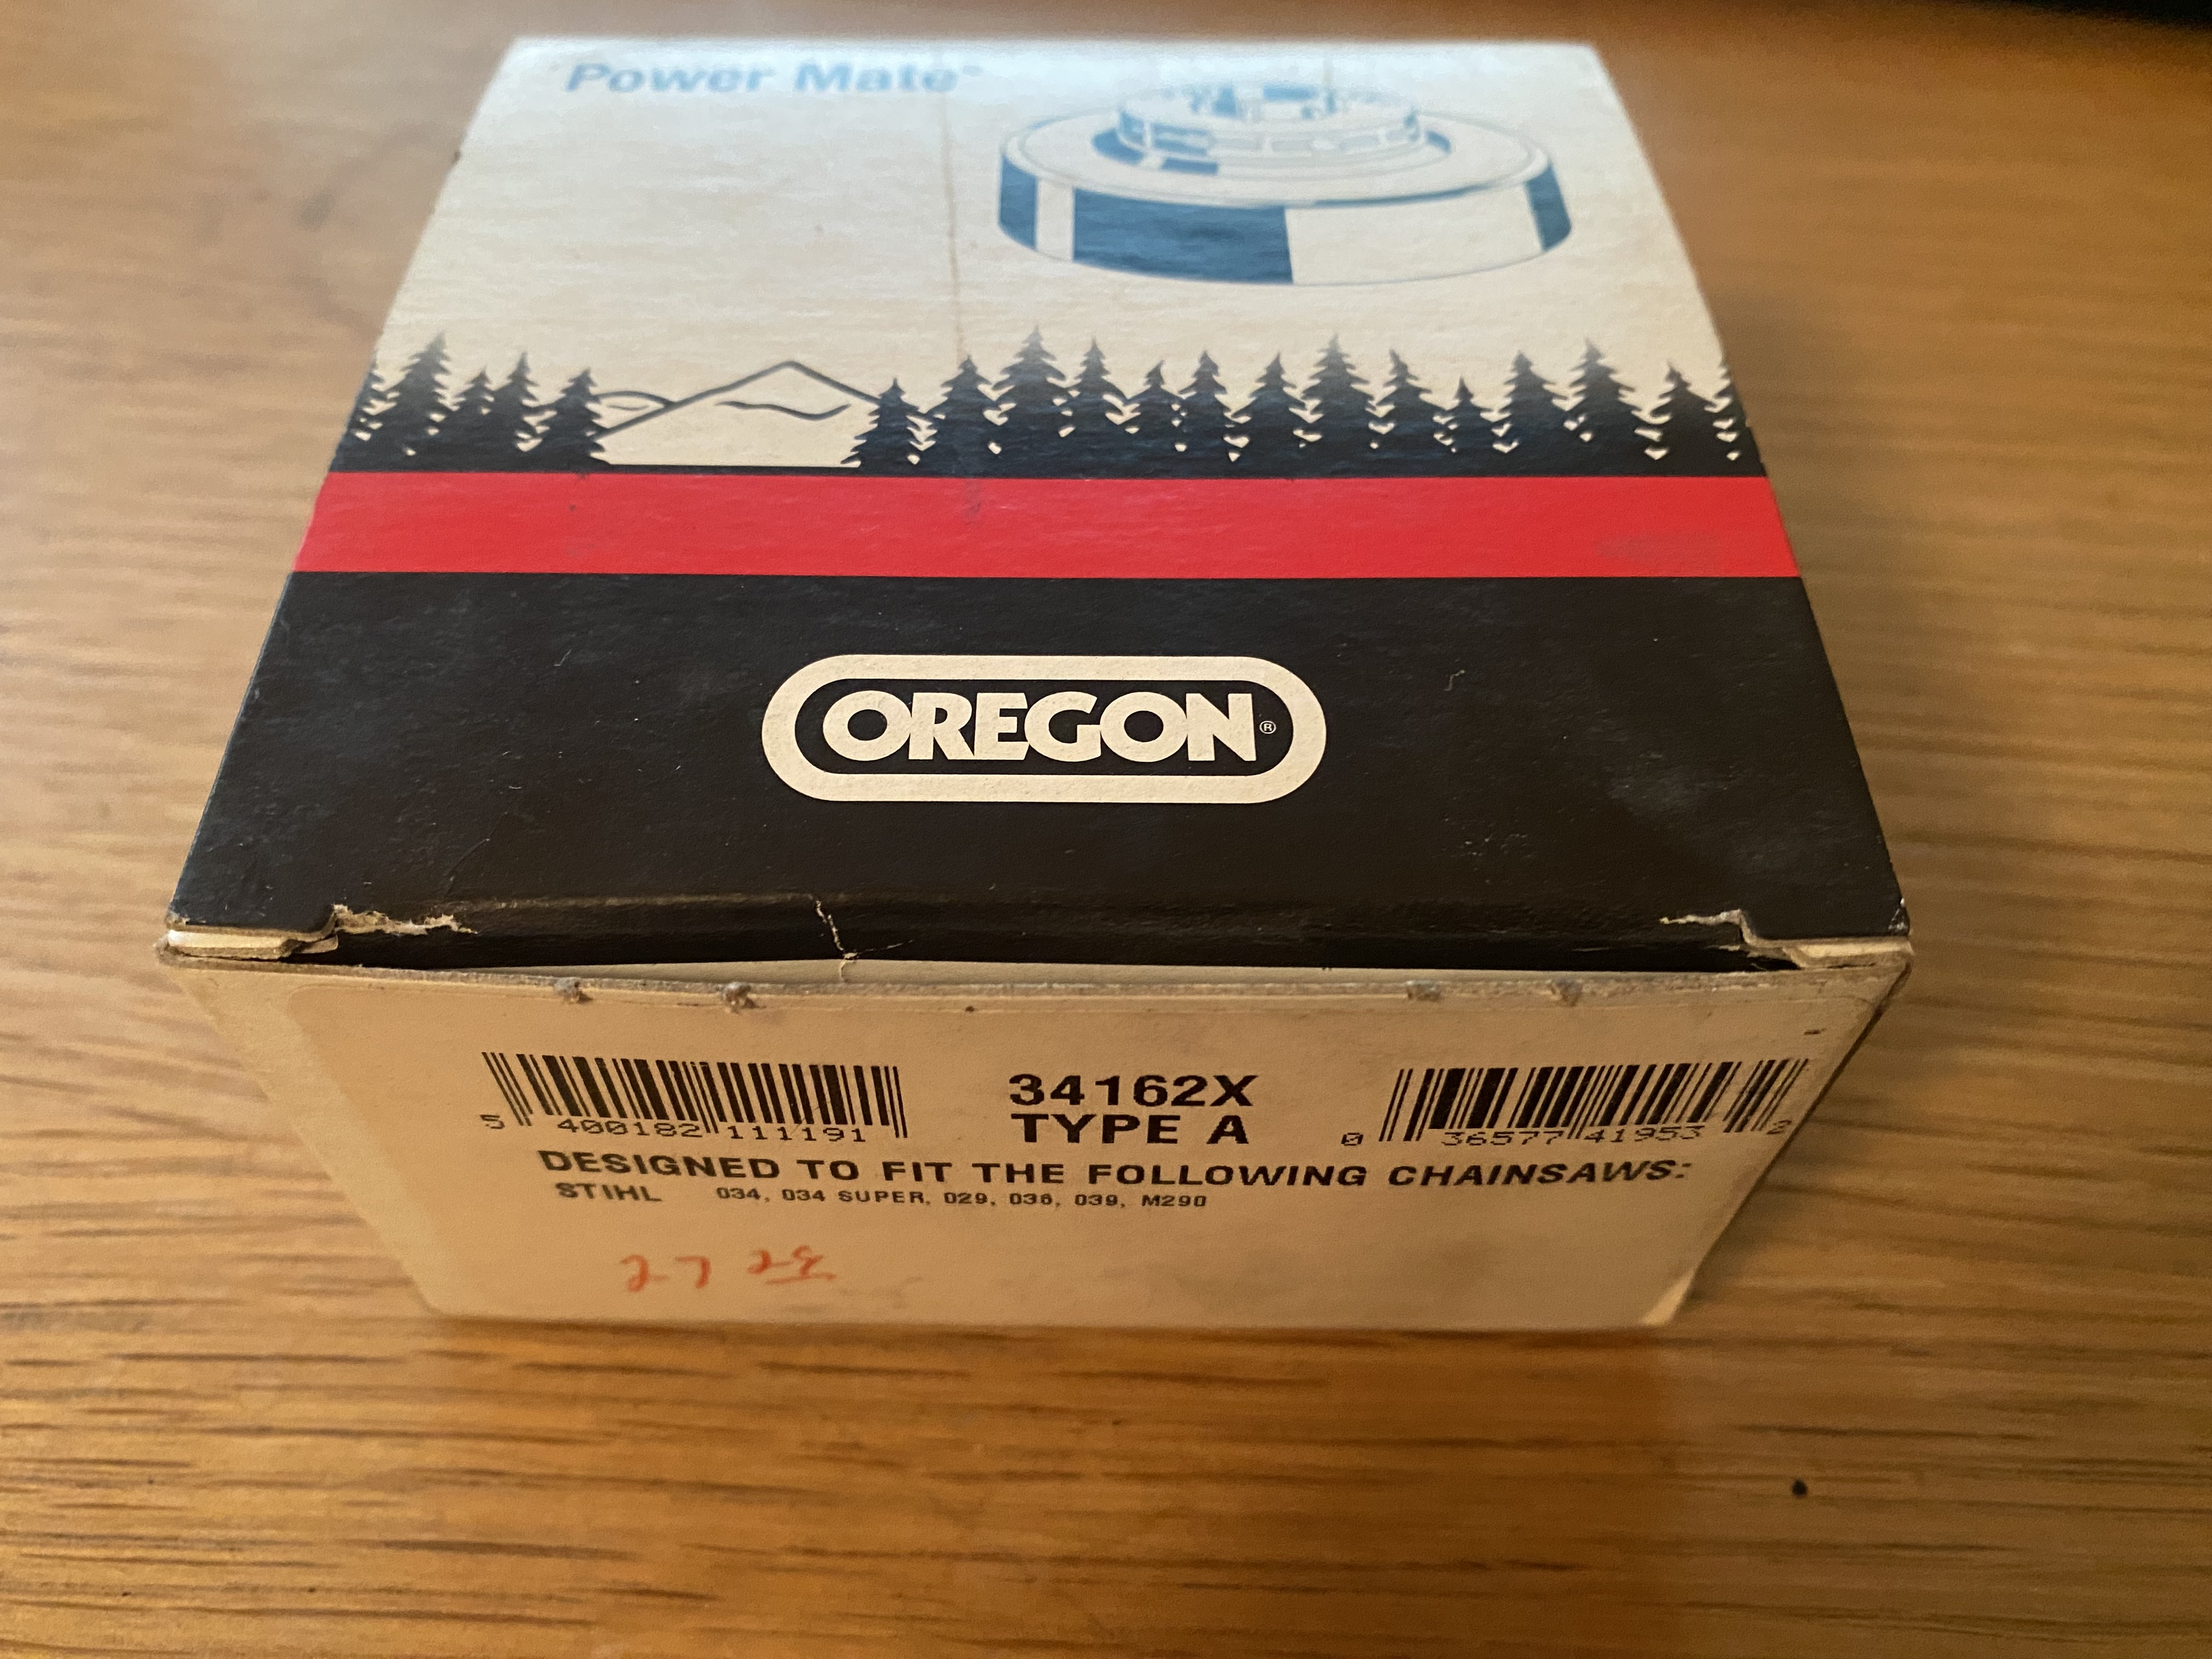 Power Mate®
OREGON®
5 400182 111191
34162X
TYPE A
0 36577 41953 2
DESIGNED TO FIT THE FOLLOWING CHAINSAWS:
STIHL 034, 034 SUPER, 029, 036, 039, M290